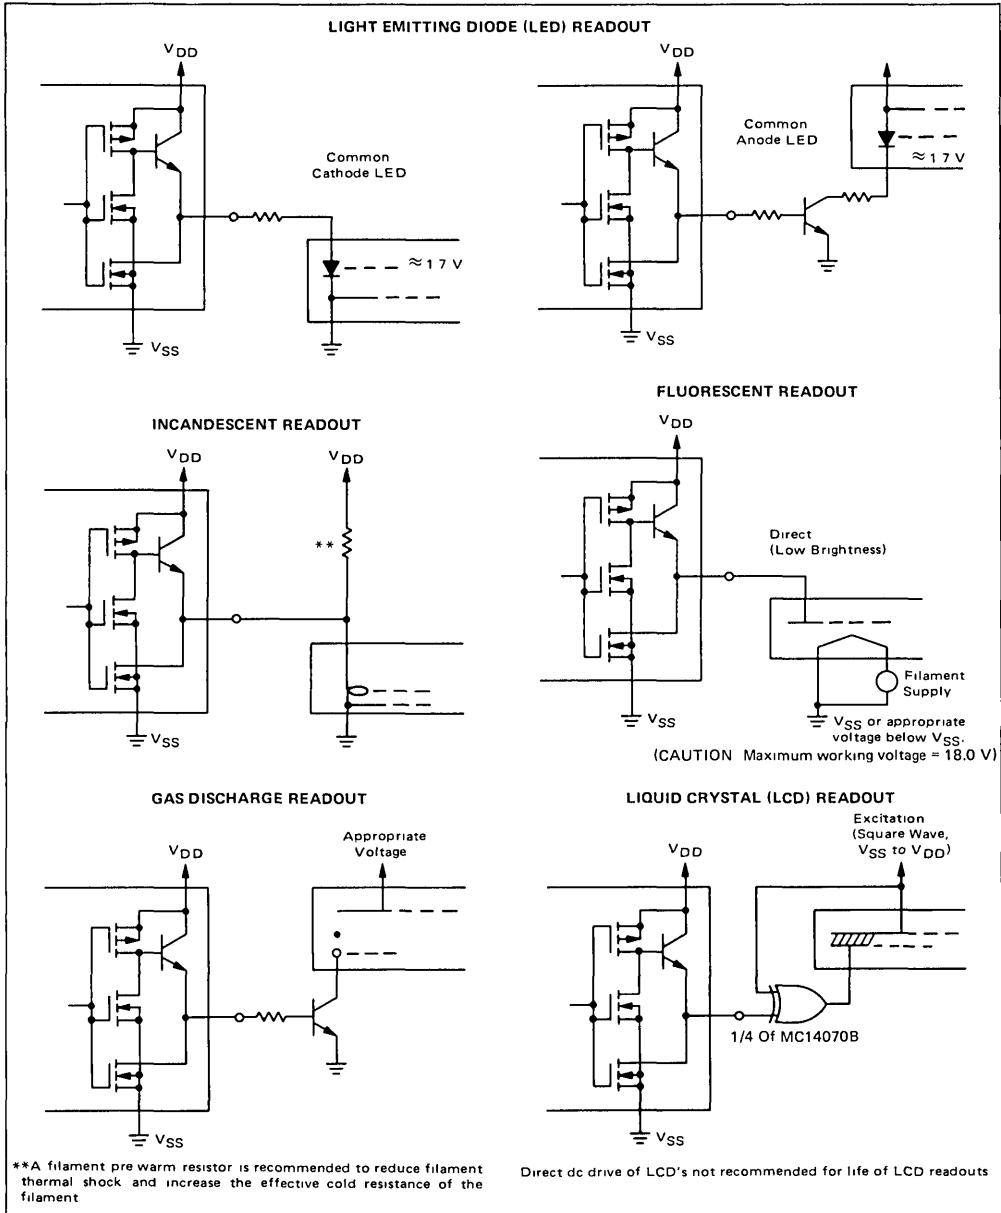 LIGHT EMITTING DIODE (LED) READOUT
VDD
Common
Cathode LED
≈ 1 7 V
VSS
VDD
Common
Anode LED
≈ 1 7 V
VSS
INCANDESCENT READOUT
VDD
VDD
**
VSS
FLUORESCENT READOUT
VDD
Direct
(Low Brightness)
Filament
Supply
VSS
VSS or appropriate
voltage below VSS.
(CAUTION Maximum working voltage = 18.0 V)
GAS DISCHARGE READOUT
VDD
Appropriate
Voltage
VSS
LIQUID CRYSTAL (LCD) READOUT
VDD
Excitation
(Square Wave,
VSS to VDD)
1/4 Of MC14070B
VSS
**A filament pre warm resistor is recommended to reduce filament
thermal shock and increase the effective cold resistance of the
filament
Direct dc drive of LCD's not recommended for life of LCD readouts